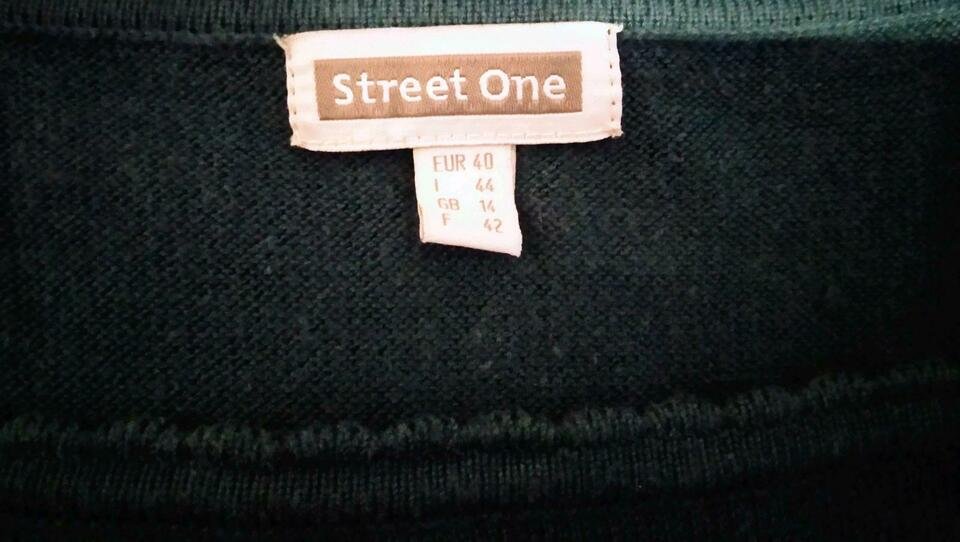 Street One
EUR 40
I 44
GB 14
F 42